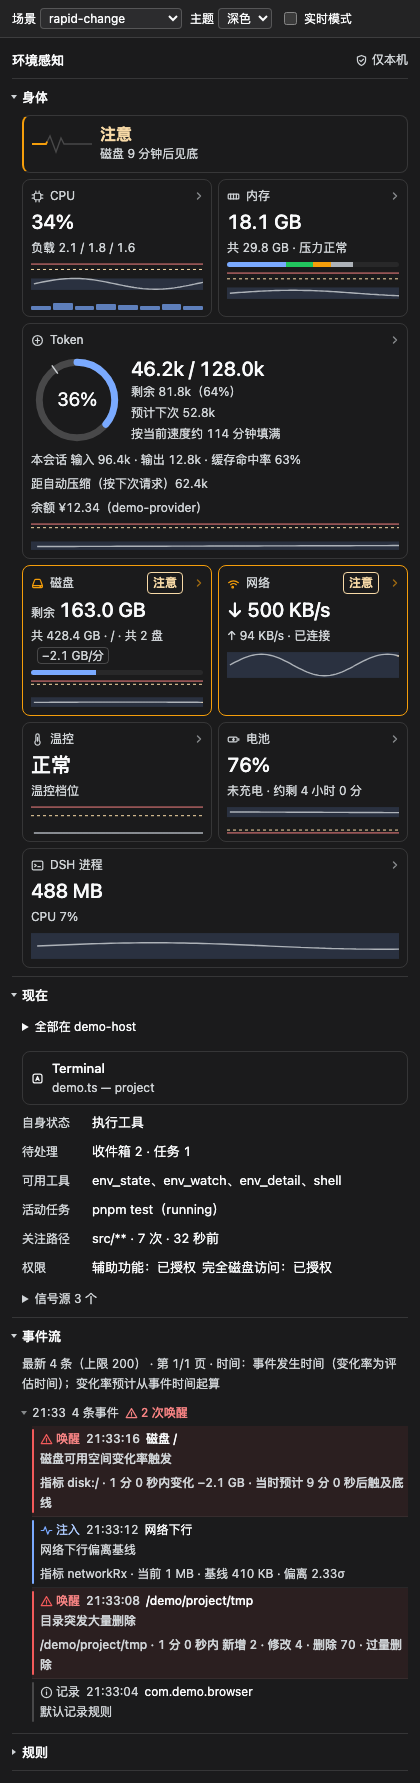 场景 rapid-change 主题 深色 实时模式
环境感知 仅本机
身体
注意
磁盘 9 分钟后见底
CPU
34%
负载 2.1 / 1.8 / 1.6
内存
18.1 GB
共 29.8 GB · 压力正常
Token
36%
46.2k / 128.0k
剩余 81.8k（64%）
预计下次 52.8k
按当前速度约 114 分钟填满
本会话 输入 96.4k · 输出 12.8k · 缓存命中率 63%
距自动压缩（按下次请求）62.4k
余额 ¥12.34（demo-provider）
磁盘 注意
剩余 163.0 GB
共 428.4 GB · / · 共 2 盘
−2.1 GB/分
网络 注意
↓ 500 KB/s
↑ 94 KB/s · 已连接
温控
正常
温控档位
电池
76%
未充电 · 约剩 4 小时 0 分
DSH 进程
488 MB
CPU 7%
现在
全部在 demo-host
Terminal
demo.ts — project
自身状态 执行工具
待处理 收件箱 2 · 任务 1
可用工具 env_state、env_watch、env_detail、shell
活动任务 pnpm test（running）
关注路径 src/** · 7 次 · 32 秒前
权限 辅助功能：已授权 完全磁盘访问：已授权
信号源 3 个
事件流
最新 4 条（上限 200） · 第 1/1 页 · 时间：事件发生时间（变化率为评
估时间）；变化率预计从事件时间起算
21:33 4 条事件 2 次唤醒
唤醒 21:33:16 磁盘 /
磁盘可用空间变化率触发
指标 disk:/ · 1 分 0 秒内变化 −2.1 GB · 当时预计 9 分 0 秒后触及底
线
注入 21:33:12 网络下行
网络下行偏离基线
指标 networkRx · 当前 1 MB · 基线 410 KB · 偏离 2.33σ
唤醒 21:33:08 /demo/project/tmp
目录突发大量删除
/demo/project/tmp · 1 分 0 秒内 新增 2 · 修改 4 · 删除 70 · 过量删
除
记录 21:33:04 com.demo.browser
默认记录规则
规则